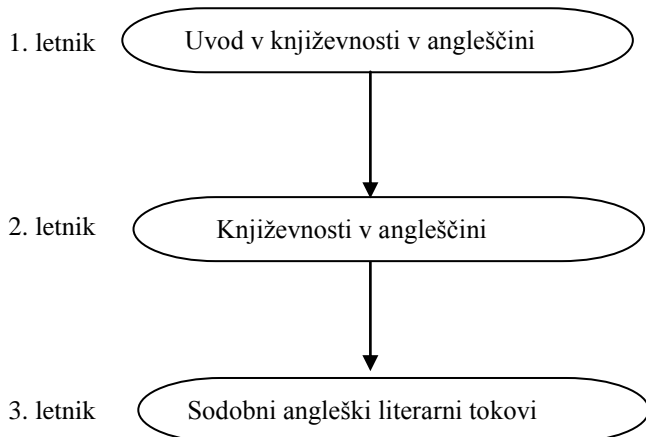 1. letnik Uvod v književnosti v angleščini
2. letnik Književnosti v angleščini
3. letnik Sodobni angleški literarni tokovi